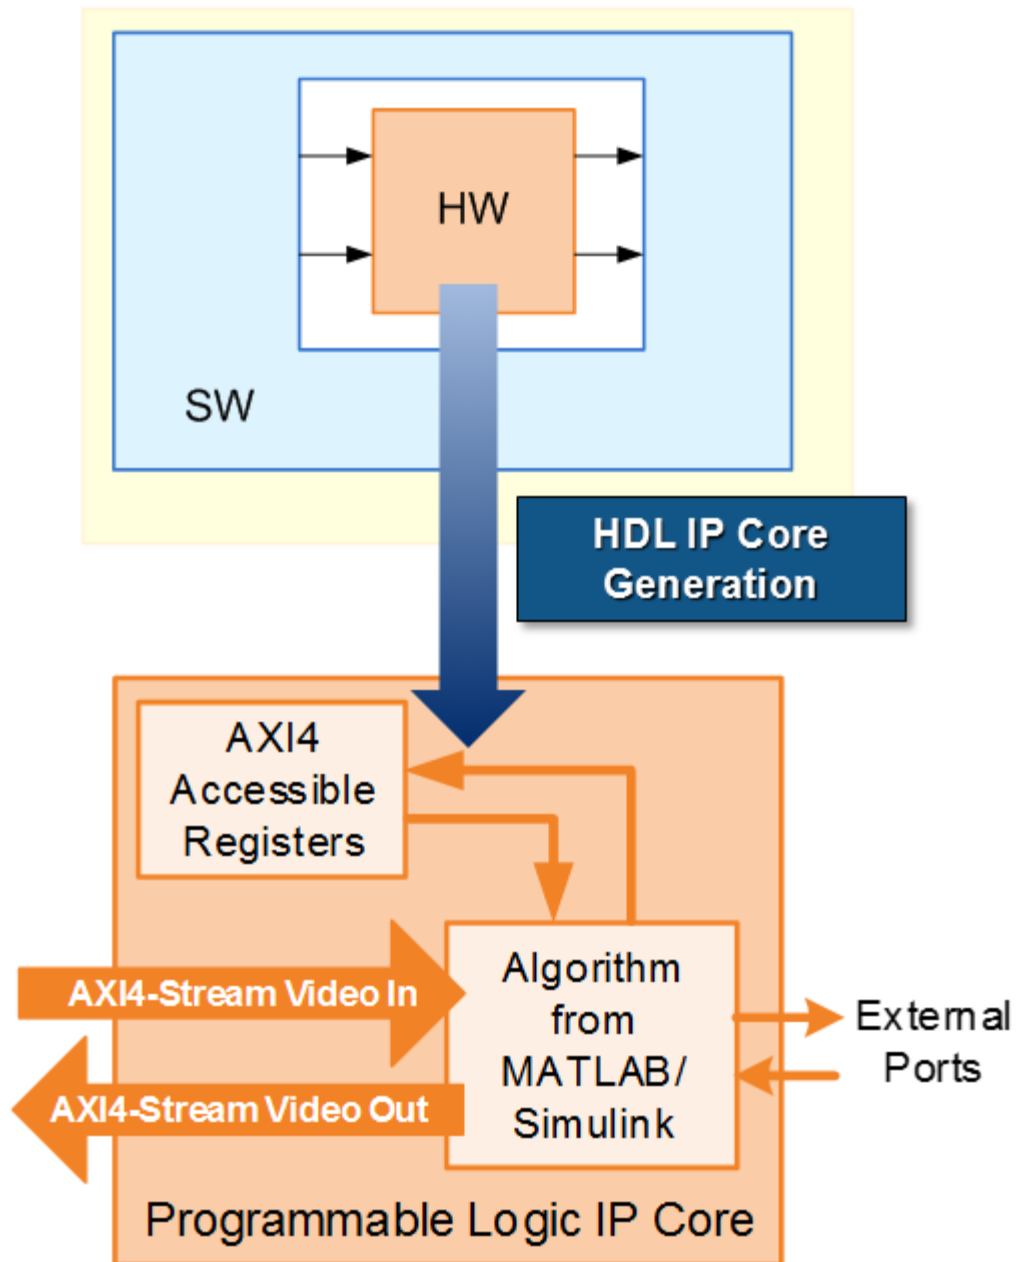 HW
SW
HDL IP Core
Generation
AXI4
Accessible
Registers
Algorithm
from
MATLAB/
Simulink
AXI4-Stream Video In
AXI4-Stream Video Out
External
Ports
Programmable Logic IP Core